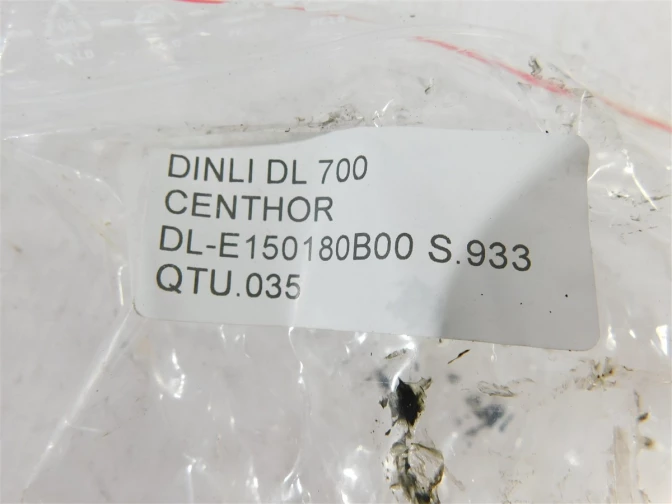 DINLI DL 700
CENTHOR
DL-E150180B00 S.933
QTU.035